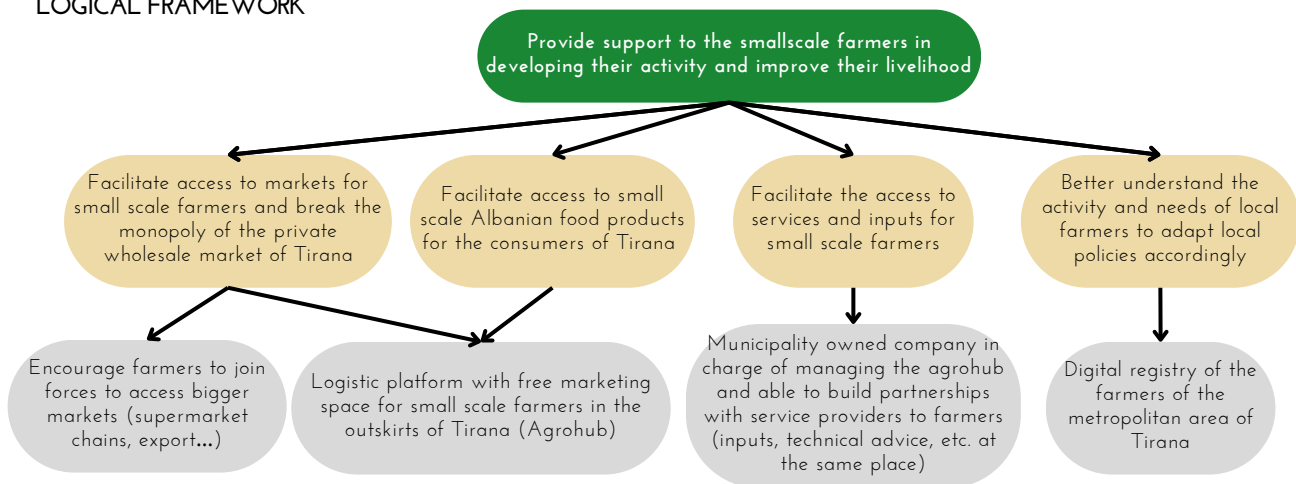 LOGICAL FRAMEWORK
Provide support to the smallscale farmers in
developing their activity and improve their livelihood
Facilitate access to markets for
small scale farmers and break the
monopoly of the private
wholesale market of Tirana
Facilitate access to small
scale Albanian food products
for the consumers of Tirana
Facilitate the access to
services and inputs for
small scale farmers
Better understand the
activity and needs of local
farmers to adapt local
policies accordingly
Encourage farmers to join
forces to access bigger
markets (supermarket
chains, export...)
Logistic platform with free marketing
space for small scale farmers in the
outskirts of Tirana (Agrohub)
Municipality owned company in
charge of managing the agrohub
and able to build partnerships
with service providers to farmers
(inputs, technical advice, etc. at
the same place)
Digital registry of the
farmers of the
metropolitan area of
Tirana